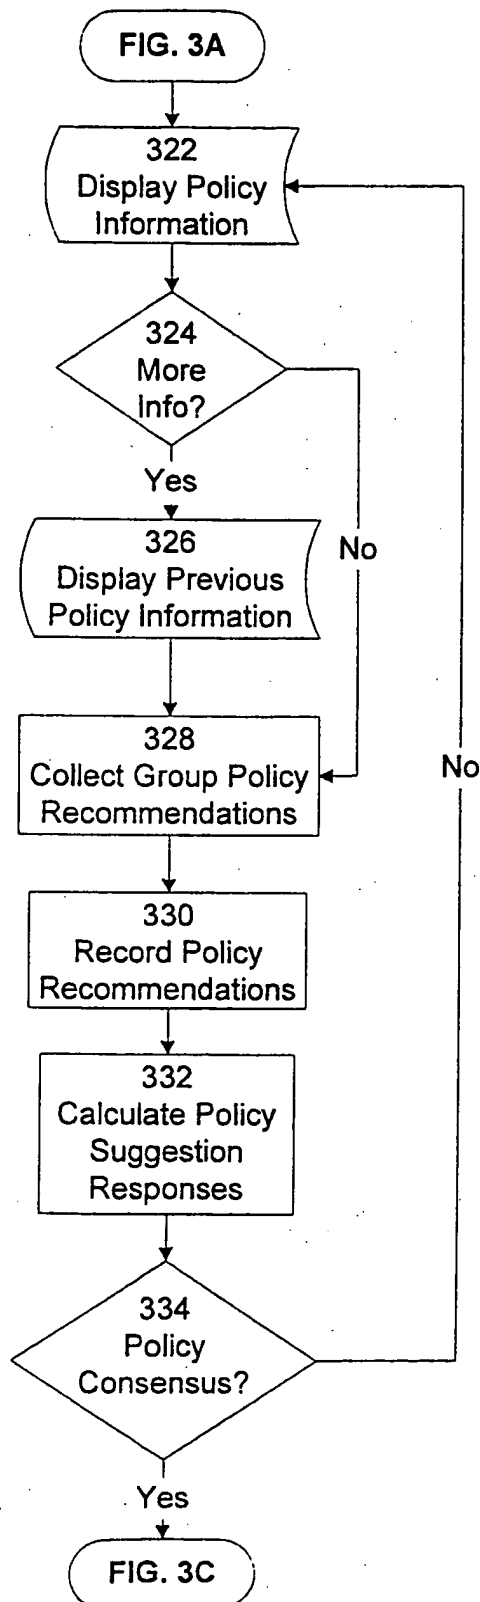 FIG. 3A
322
Display Policy
Information
324
More
Info?
Yes
326
Display Previous
Policy Information
No
328
Collect Group Policy
Recommendations
No
330
Record Policy
Recommendations
332
Calculate Policy
Suggestion
Responses
334
Policy
Consensus?
Yes
FIG. 3C